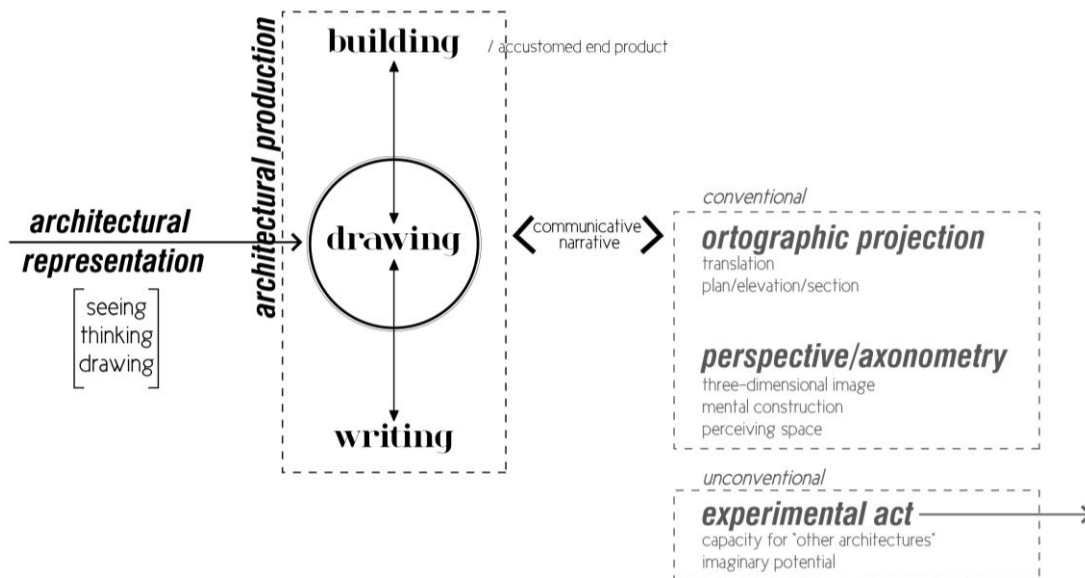 architectural
representation
seeing
thinking
drawing
architectural production
building / accustomed end product
drawing
writing
communicative
narrative
conventional
ortographic projection
translation
plan/elevation/section
perspective/axonometry
three-dimensional image
mental construction
perceiving space
unconventional
experimental act
capacity for "other architectures"
imaginary potential